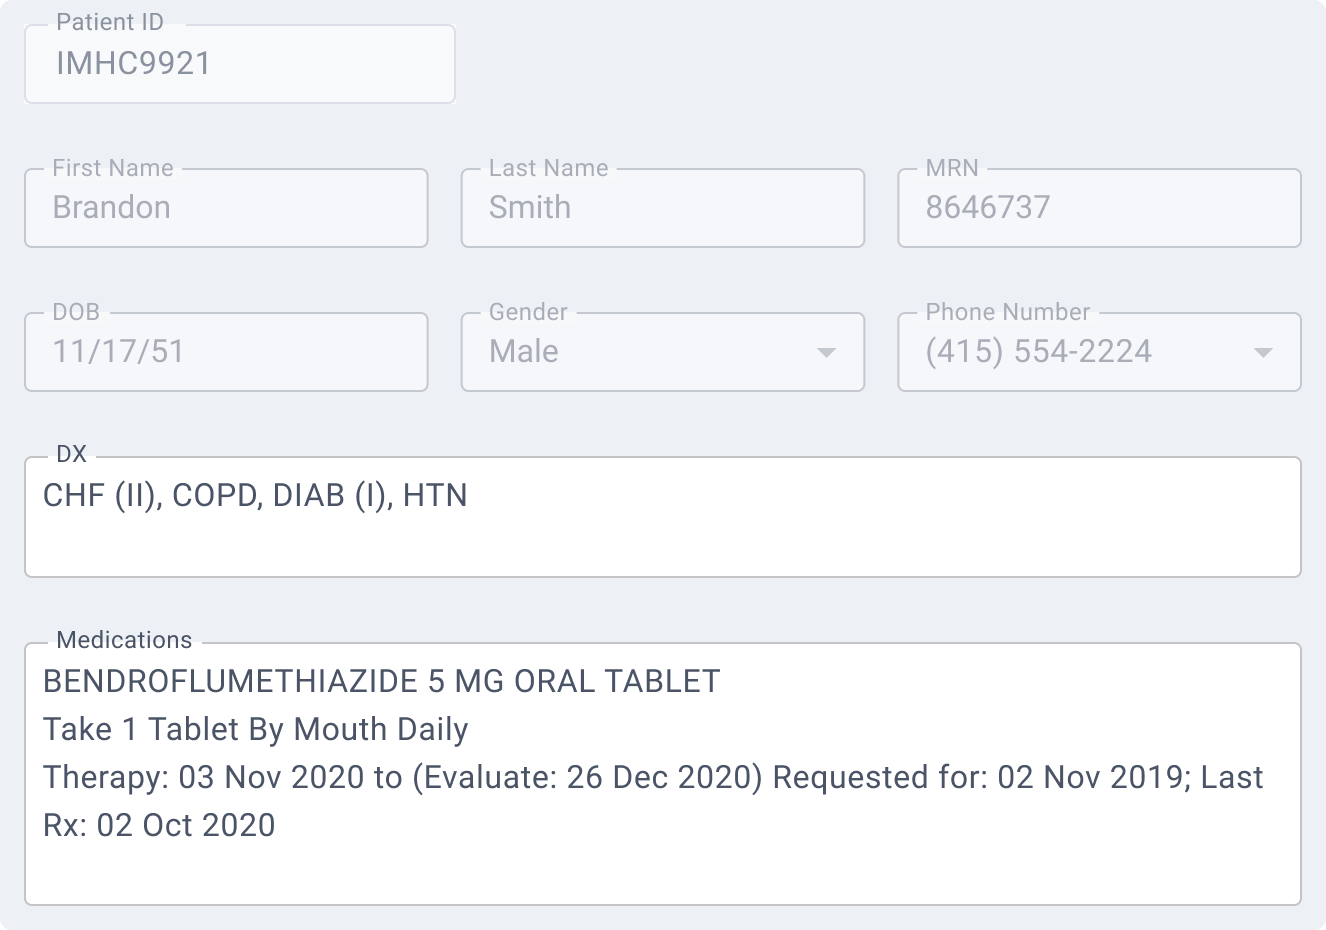 Patient ID
IMHC9921
First Name
Brandon
Last Name
Smith
MRN
8646737
DOB
11/17/51
Gender
Male
Phone Number
(415) 554-2224
DX
CHF (II), COPD, DIAB (I), HTN
Medications
BENDROFLUMETHIAZIDE 5 MG ORAL TABLET
Take 1 Tablet By Mouth Daily
Therapy: 03 Nov 2020 to (Evaluate: 26 Dec 2020) Requested for: 02 Nov 2019; Last
Rx: 02 Oct 2020